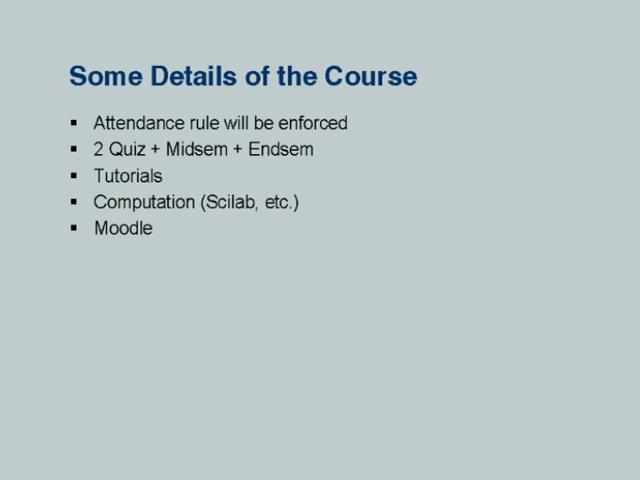 Some Details of the Course
▪ Attendance rule will be enforced
▪ 2 Quiz + Midsem + Endsem
▪ Tutorials
▪ Computation (Scilab, etc.)
▪ Moodle